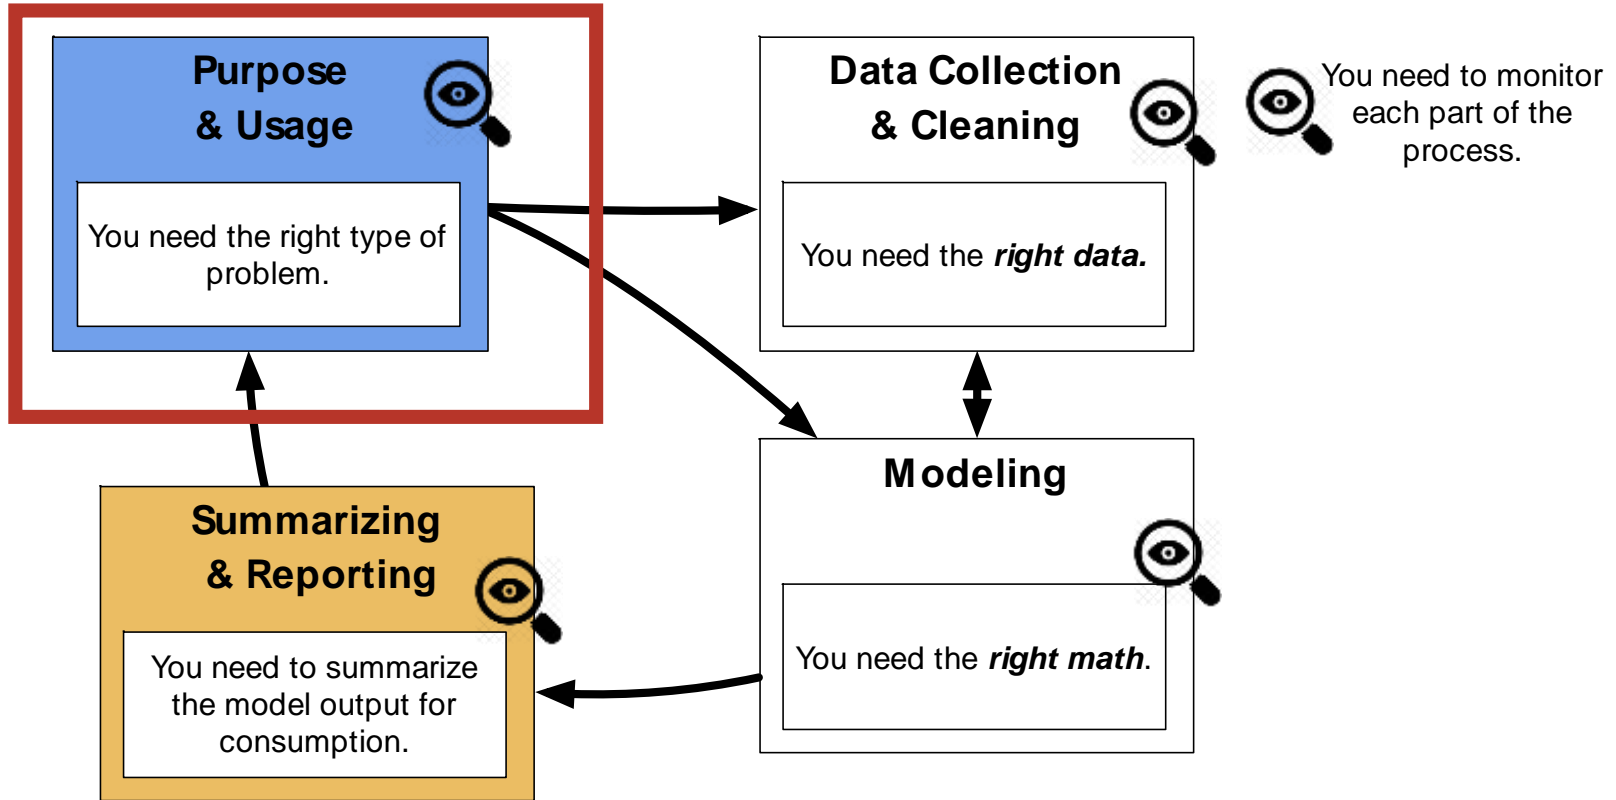 Purpose
& Usage
You need the right type of
problem.
Data Collection
& Cleaning
You need the right data.
You need to monitor
each part of the
process.
Summarizing
& Reporting
You need to summarize
the model output for
consumption.
Modeling
You need the right math.